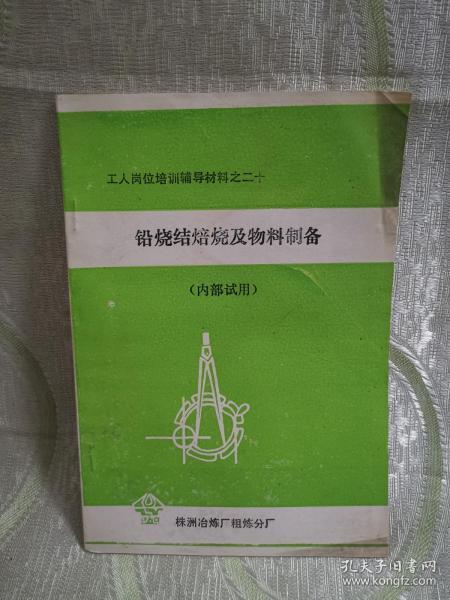 工人岗位培训辅导材料之二十
铅烧结焙烧及物料制备
（内部试用）
株洲冶炼厂粗炼分厂
孔夫子旧书网
www.kongfz.com